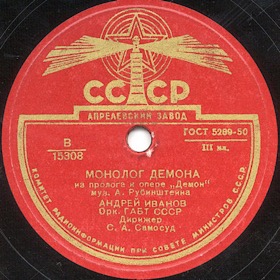 СССР
АПРЕЛЕВСКИЙ ЗАВОД
ГОСТ 5289-50
В
15308
III кл.
МОНОЛОГ ДЕМОНА
из пролога к опере „Демон"
муз. А. Рубинштейна
АНДРЕЙ ИВАНОВ
Орк. ГАБТ СССР
Дирижер
С. А. Самосуд
КОМИТЕТ РАДИОИНФОРМАЦИИ ПРИ СОВЕТЕ МИНИСТРОВ СССР